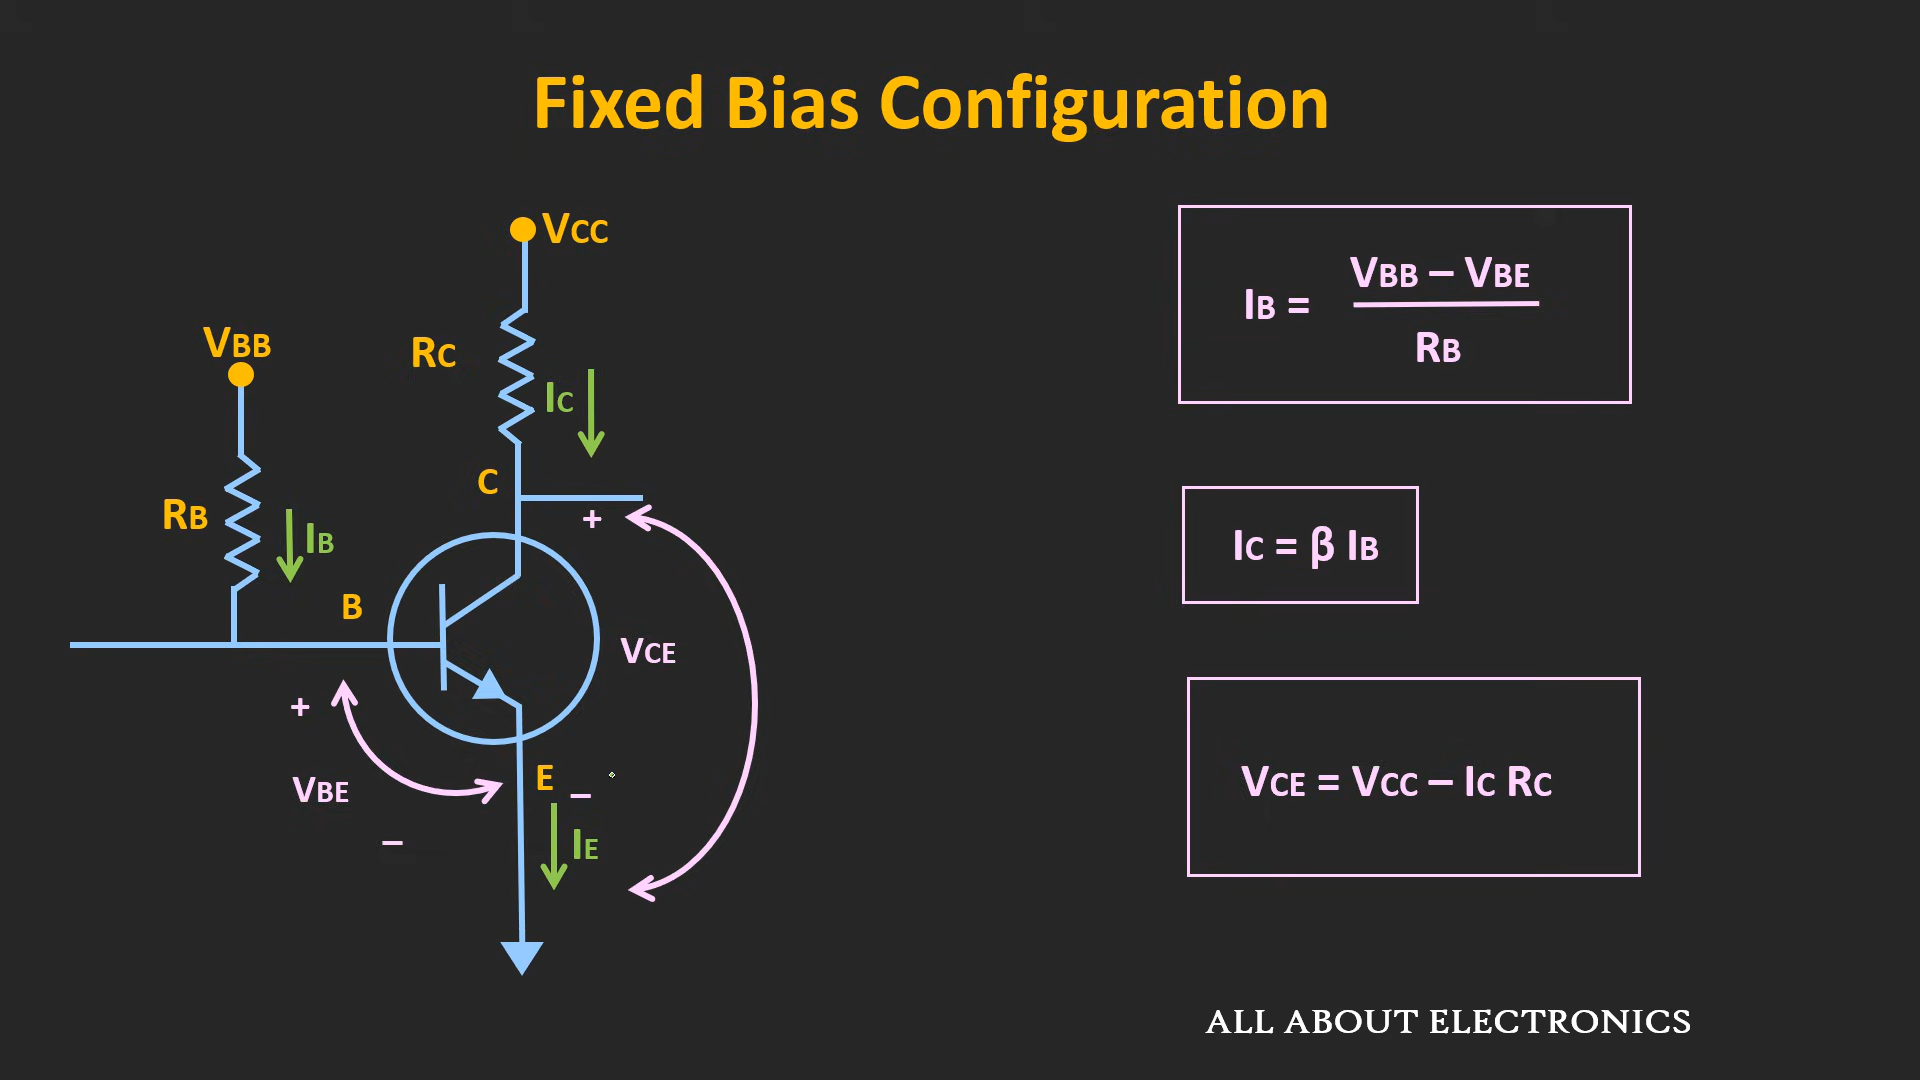 Fixed Bias Configuration
VCC
VBB
RC
IC
RB
IB
C
+
B
VCE
+
VBE
E
–
–
IE
IB = VBB – VBE
RB
IC = β IB
VCE = VCC – IC RC
ALL ABOUT ELECTRONICS